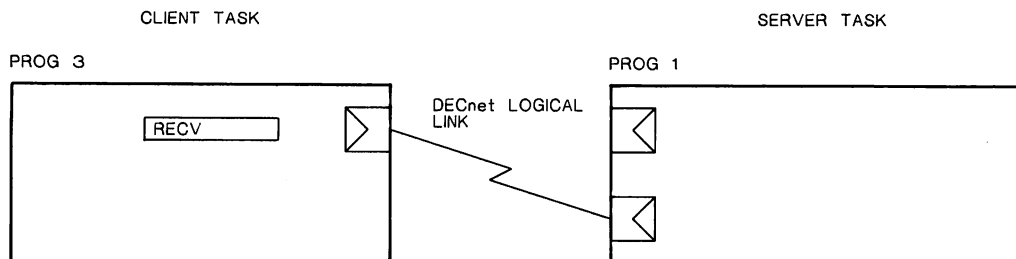 CLIENT TASK
SERVER TASK
PROG 3
PROG 1
DECnet LOGICAL
LINK
RECV